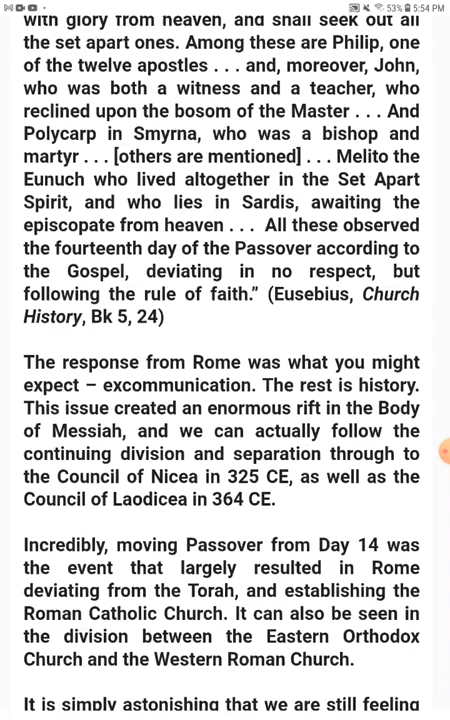 53% 5:54 PM
with glory from heaven, and shall seek out all
the set apart ones. Among these are Philip, one
of the twelve apostles . . . and, moreover, John,
who was both a witness and a teacher, who
reclined upon the bosom of the Master . . . And
Polycarp in Smyrna, who was a bishop and
martyr . . . [others are mentioned] . . . Melito the
Eunuch who lived altogether in the Set Apart
Spirit, and who lies in Sardis, awaiting the
episcopate from heaven . . .  All these observed
the fourteenth day of the Passover according to
the Gospel, deviating in no respect, but
following the rule of faith.” (Eusebius, Church
History, Bk 5, 24)

The response from Rome was what you might
expect – excommunication. The rest is history.
This issue created an enormous rift in the Body
of Messiah, and we can actually follow the
continuing division and separation through to
the Council of Nicea in 325 CE, as well as the
Council of Laodicea in 364 CE.

Incredibly, moving Passover from Day 14 was
the event that largely resulted in Rome
deviating from the Torah, and establishing the
Roman Catholic Church. It can also be seen in
the division between the Eastern Orthodox
Church and the Western Roman Church.

It is simply astonishing that we are still feeling